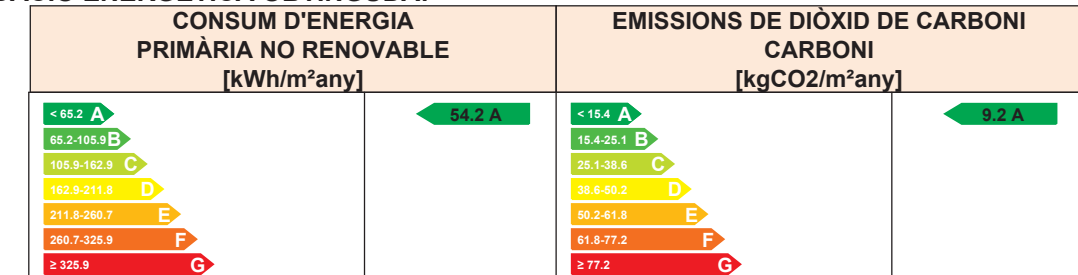 CONSUM D'ENERGIA
PRIMÀRIA NO RENOVABLE
[kWh/m²any]
EMISSIONS DE DIÒXID DE CARBONI
CARBONI
[kgCO2/m²any]
< 65.2 A
65.2-105.9 B
105.9-162.9 C
162.9-211.8 D
211.8-260.7 E
260.7-325.9 F
≥ 325.9 G
54.2 A
< 15.4 A
15.4-25.1 B
25.1-38.6 C
38.6-50.2 D
50.2-61.8 E
61.8-77.2 F
≥ 77.2 G
9.2 A